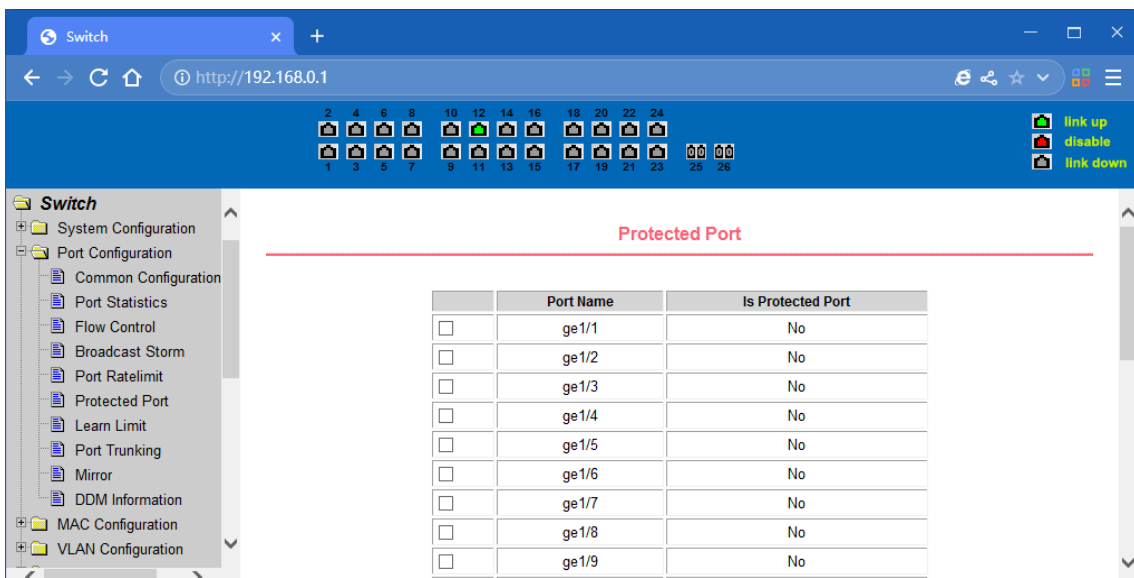 Switch
http://192.168.0.1
2 4 6 8 10 12 14 16 18 20 22 24
1 3 5 7 9 11 13 15 17 19 21 23 25 26
link up
disable
link down
Switch
System Configuration
Port Configuration
Common Configuration
Port Statistics
Flow Control
Broadcast Storm
Port Ratelimit
Protected Port
Learn Limit
Port Trunking
Mirror
DDM Information
MAC Configuration
VLAN Configuration
Protected Port
Port Name Is Protected Port
ge1/1 No
ge1/2 No
ge1/3 No
ge1/4 No
ge1/5 No
ge1/6 No
ge1/7 No
ge1/8 No
ge1/9 No